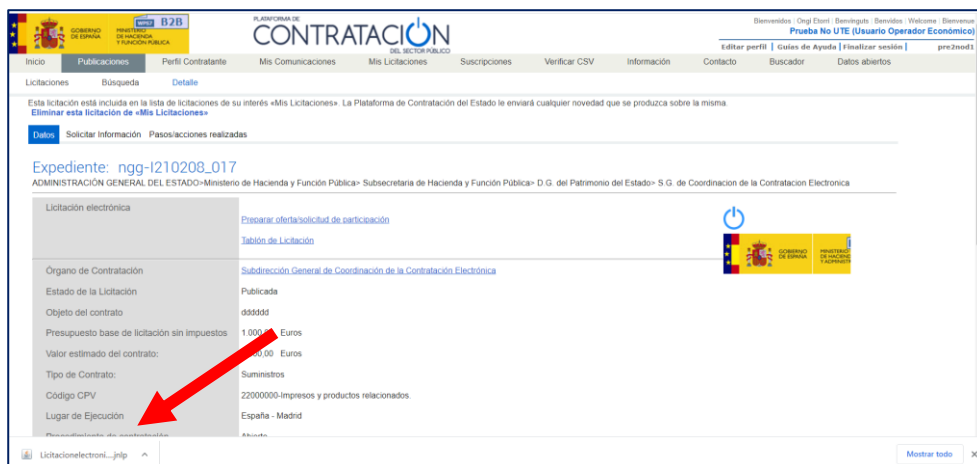 GOBIERNO DE ESPAÑA
MINISTERIO DE HACIENDA Y FUNCIÓN PÚBLICA
B2B
PLATAFORMA DE
CONTRATACIÓN
DEL SECTOR PÚBLICO
Bienvenidos | Ongi Etorri | Benvinguts | Benvidos | Welcome | Bienvenue
Prueba No UTE (Usuario Operador Económico)
Editar perfil | Guías de Ayuda | Finalizar sesión | pre2nod1
Inicio Publicaciones Perfil Contratante Mis Comunicaciones Mis Licitaciones Suscripciones Verificar CSV Información Contacto Buscador Datos abiertos
Licitaciones Búsqueda Detalle
Esta licitación está incluida en la lista de licitaciones de su interés «Mis Licitaciones». La Plataforma de Contratación del Estado le enviará cualquier novedad que se produzca sobre la misma.
Eliminar esta licitación de «Mis Licitaciones»
Datos Solicitar Información Pasos/acciones realizadas
Expediente: ngg-I210208_017
ADMINISTRACIÓN GENERAL DEL ESTADO>Ministerio de Hacienda y Función Pública> Subsecretaria de Hacienda y Función Pública> D.G. del Patrimonio del Estado> S.G. de Coordinacion de la Contratacion Electronica
Licitación electrónica
Preparar oferta/solicitud de participación
Tablón de Licitación
GOBIERNO DE ESPAÑA
Órgano de Contratación Subdirección General de Coordinación de la Contratación Electrónica
Estado de la Licitación Publicada
Objeto del contrato dddddd
Presupuesto base de licitación sin impuestos Euros
Valor estimado del contrato: Euros
Tipo de Contrato: Suministros
Código CPV 22000000-Impresos y productos relacionados.
Lugar de Ejecución España - Madrid
Licitacionelectroni....jnlp
Mostrar todo